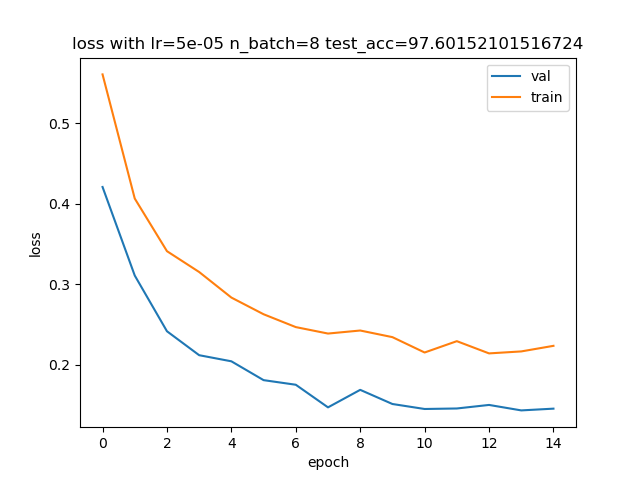 loss with lr=5e-05 n_batch=8 test_acc=97.60152101516724
val
train
0.5
0.4
0.3
0.2
loss
0 2 4 6 8 10 12 14
epoch